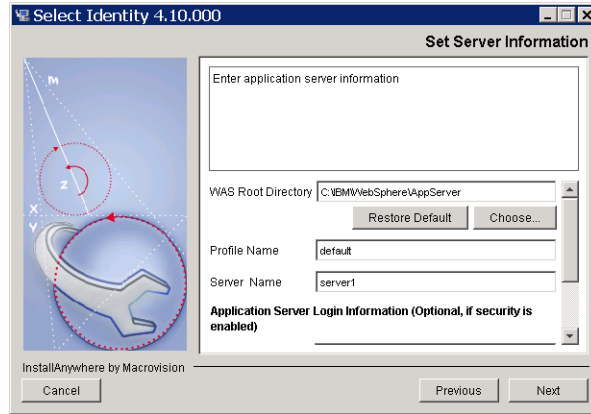 Select Identity 4.10.000
Set Server Information
M
Z
X
Y
Enter application server information
WAS Root Directory C:\IBM\WebSphere\AppServer
Restore Default Choose...
Profile Name default
Server Name server1
Application Server Login Information (Optional, if security is
enabled)
InstallAnywhere by Macrovision
Cancel Previous Next